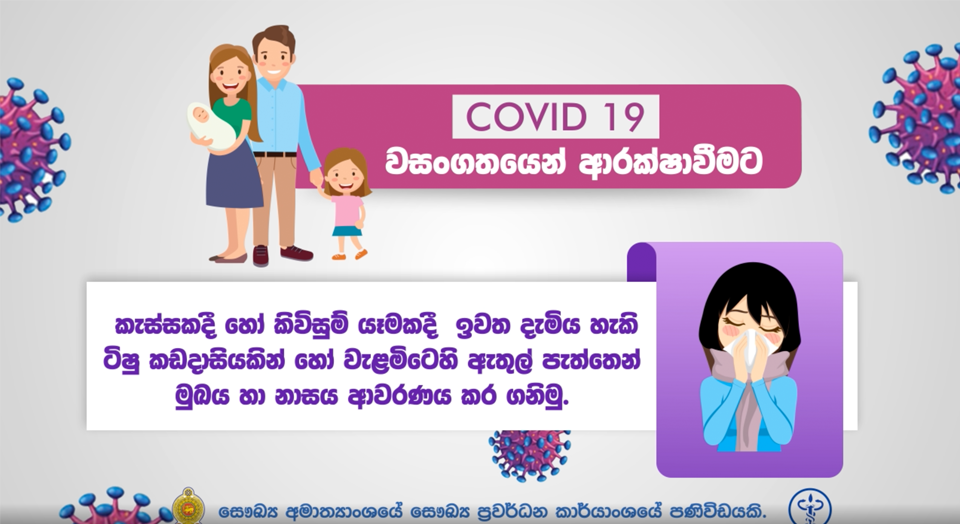 COVID 19
වසංගතයෙන් ආරක්ෂාවීමට
කැස්සකදී හෝ කිවිසුම් යෑමකදී ඉවත දැමිය හැකි
ටිෂු කඩදාසියකින් හෝ වැළමිටෙහි ඇතුල් පැත්තෙන්
මුඛය හා නාසය ආවරණය කර ගනිමු.
සෞඛ්‍ය අමාත්‍යාංශයේ සෞඛ්‍ය ප්‍රවර්ධන කාර්යාංශයේ පණිවිඩයකි.